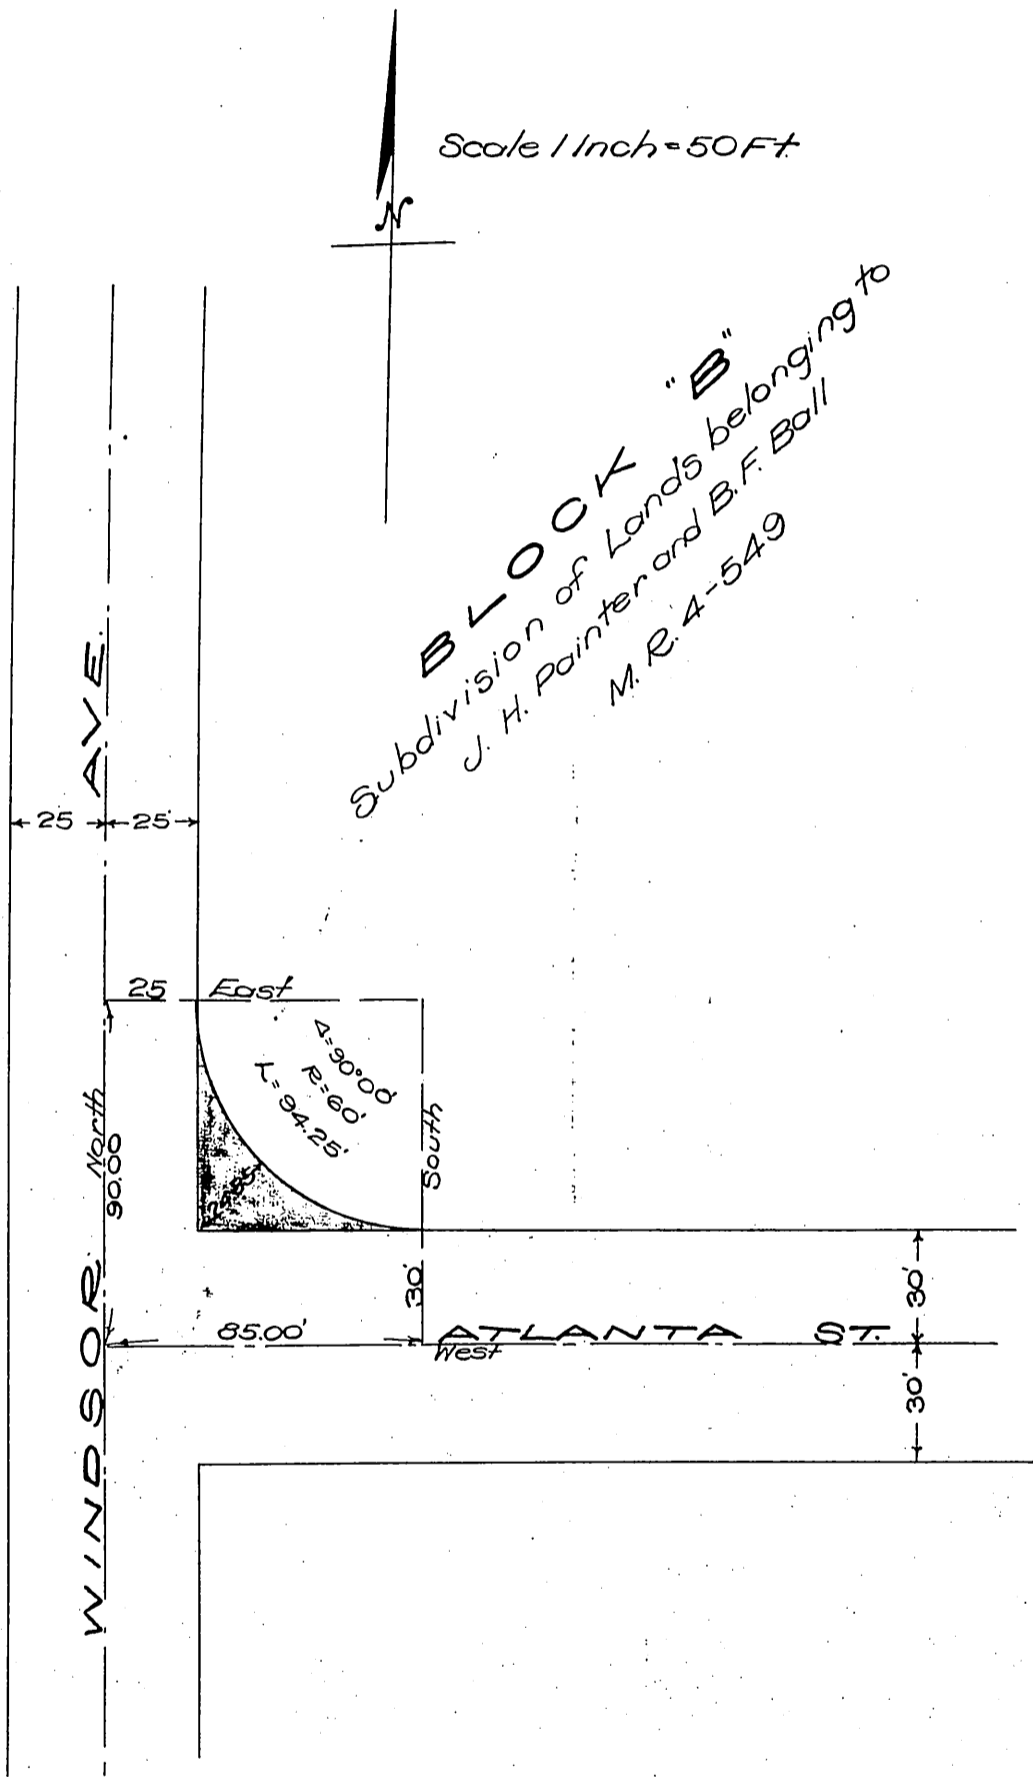 Scale 1 Inch = 50 Ft.
N
BLOCK "B"
Subdivision of Lands belonging to
J. H. Painter and B. F. Ball
M. R. 4-549
WINDSOR AVE.
25
25'
25
East
North
90.00
Δ=90°00'
R=60'
L=94.25'
South
30'
85.00'
West
ATLANTA ST.
30'
30'